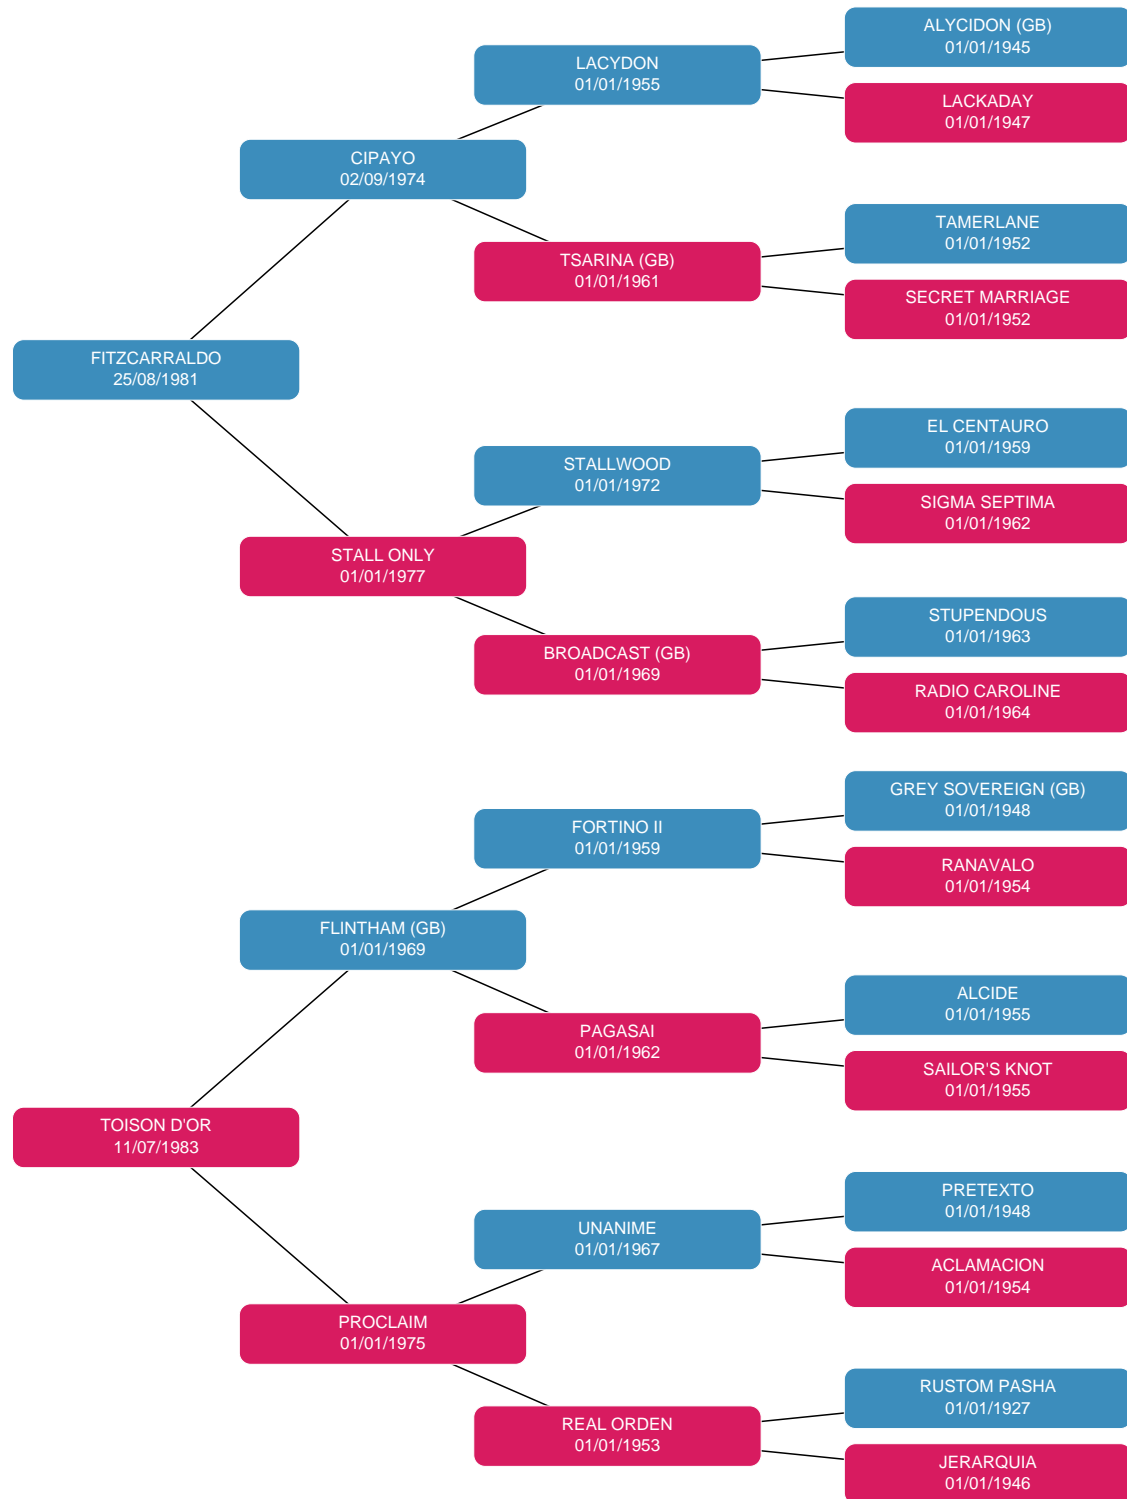 ALYCIDON (GB)
01/01/1945
LACYDON
01/01/1955
LACKADAY
01/01/1947
CIPAYO
02/09/1974
TAMERLANE
01/01/1952
TSARINA (GB)
01/01/1961
SECRET MARRIAGE
01/01/1952
FITZCARRALDO
25/08/1981
EL CENTAURO
01/01/1959
STALLWOOD
01/01/1972
SIGMA SEPTIMA
01/01/1962
STALL ONLY
01/01/1977
STUPENDOUS
01/01/1963
BROADCAST (GB)
01/01/1969
RADIO CAROLINE
01/01/1964
GREY SOVEREIGN (GB)
01/01/1948
FORTINO II
01/01/1959
RANAVALO
01/01/1954
FLINTHAM (GB)
01/01/1969
ALCIDE
01/01/1955
PAGASAI
01/01/1962
SAILOR'S KNOT
01/01/1955
TOISON D'OR
11/07/1983
PRETEXTO
01/01/1948
UNANIME
01/01/1967
ACLAMACION
01/01/1954
PROCLAIM
01/01/1975
RUSTOM PASHA
01/01/1927
REAL ORDEN
01/01/1953
JERARQUIA
01/01/1946